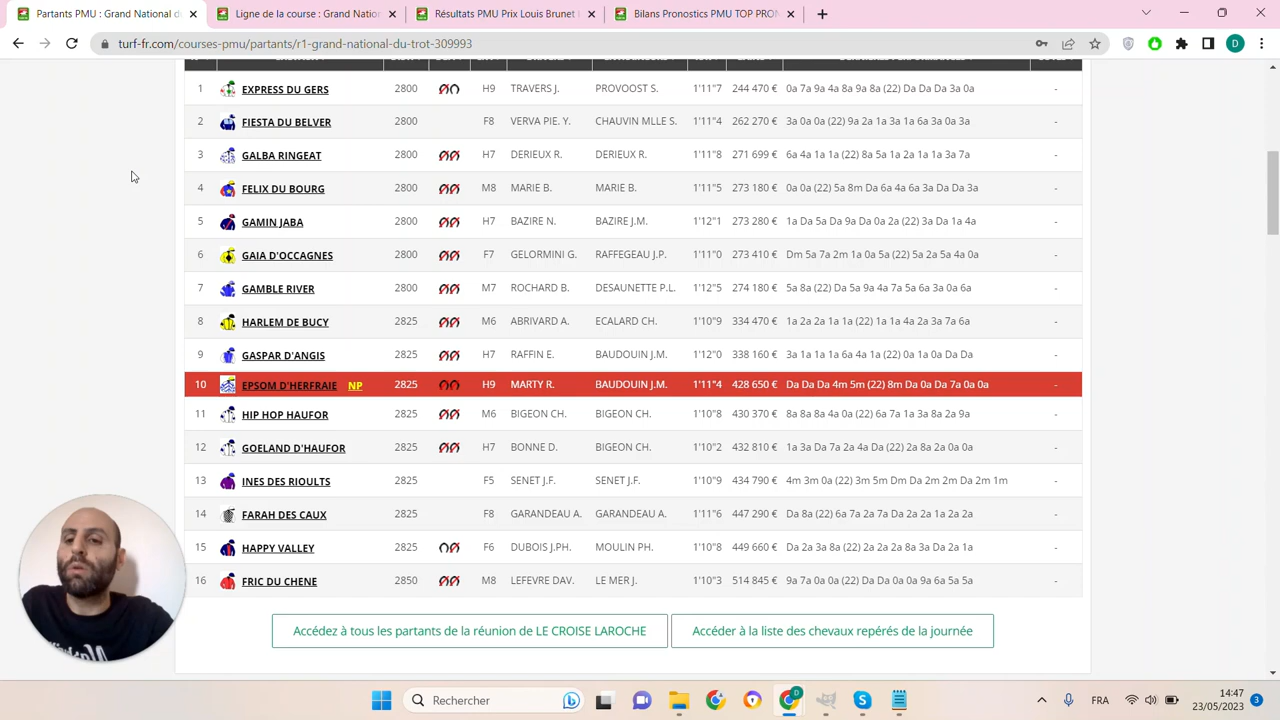 Partants PMU : Grand National d
Ligne de la course : GRAND NATION
Résultats PMU Prix Louis Brunet
Bilans Pronostics PMU TOP PRO
turf-fr.com/courses-pmu/partants/r1-grand-national-du-trot-309993
1 EXPRESS DU GERS 2800 H9 TRAVERS J. PROVOOST S. 1'11"7 244 470 € 0a 7a 9a 4a 8a 9a 8a (22) Da Da Da 3a 0a -
2 FIESTA DU BELVER 2800 F8 VERVA PIE. Y. CHAUVIN MLLE S. 1'11"4 262 270 € 3a 0a 0a (22) 9a 2a 1a 3a 1a 6a 3a 0a 3a -
3 GALBA RINGEAT 2800 H7 DERIEUX R. DERIEUX R. 1'11"8 271 699 € 6a 4a 1a 1a (22) 8a 5a 1a 2a 1a 1a 3a 7a -
4 FELIX DU BOURG 2800 M8 MARIE B. MARIE B. 1'11"5 273 180 € 0a 0a (22) 5a 8m Da 6a 4a 6a 3a Da Da 3a -
5 GAMIN JABA 2800 H7 BAZIRE N. BAZIRE J.M. 1'12"1 273 280 € 1a Da 5a Da 9a Da 0a 2a (22) 3a Da 1a 4a -
6 GAIA D'OCCAGNES 2800 F7 GELORMINI G. RAFFEGEAU J.P. 1'11"0 273 410 € Dm 5a 7a 2m 1a 0a 5a (22) 5a 2a 5a 4a 0a -
7 GAMBLE RIVER 2800 M7 ROCHARD B. DESAUNETTE P.L. 1'12"5 274 180 € 5a 8a (22) Da 5a 9a 4a 7a 5a 6a 2a 0a 6a -
8 HARLEM DE BUCY 2825 M6 ABRIVARD A. ECALARD CH. 1'10"9 334 470 € 1a 2a 2a 1a 1a (22) 1a 1a 4a 2a 3a 7a 6a -
9 GASPAR D'ANGIS 2825 H7 RAFFIN E. BAUDOUIN J.M. 1'12"0 338 160 € 3a 1a 1a 1a 6a 4a 1a (22) 0a 1a 0a Da Da -
10 EPSOM D'HERFRAIE NP 2825 H9 MARTY R. BAUDOUIN J.M. 1'11"4 428 650 € Da Da Da 4m 5m (22) 8m Da 0a Da 7a 0a 0a -
11 HIP HOP HAUFOR 2825 M6 BIGEON CH. BIGEON CH. 1'10"8 430 370 € 8a 8a 8a 4a 0a (22) 6a 7a 1a 3a 8a 2a 9a -
12 GOELAND D'HAUFOR 2825 H7 BONNE D. BIGEON CH. 1'10"2 432 810 € 1a 3a Da 7a 2a 4a Da (22) 2a 8a 2a 0a 0a -
13 INES DES RIOULTS 2825 F5 SENET J.F. SENET J.F. 1'10"9 434 790 € 4m 3m 0a (22) 3m 5m Dm Da 2m 2m Da 2m 1m -
14 FARAH DES CAUX 2825 F8 GARANDEAU A. GARANDEAU A. 1'11"6 447 290 € Da 8a (22) 6a 7a 2a 7a Da 2a 2a 1a 2a 2a -
15 HAPPY VALLEY 2825 F6 DUBOIS J.PH. MOULIN PH. 1'10"8 449 660 € Da 2a 3a 8a (22) 2a 2a 2a 8a 3a Da 2a 1a -
16 FRIC DU CHENE 2850 M8 LEFEVRE DAV. LE MER J. 1'10"3 514 845 € 9a 7a 0a 0a (22) Da Da 0a 0a 9a 6a 5a 5a -
Accédez à tous les partants de la réunion de LE CROISE LAROCHE
Accéder à la liste des chevaux repérés de la journée
Rechercher
FRA
14:47
23/05/2023
3